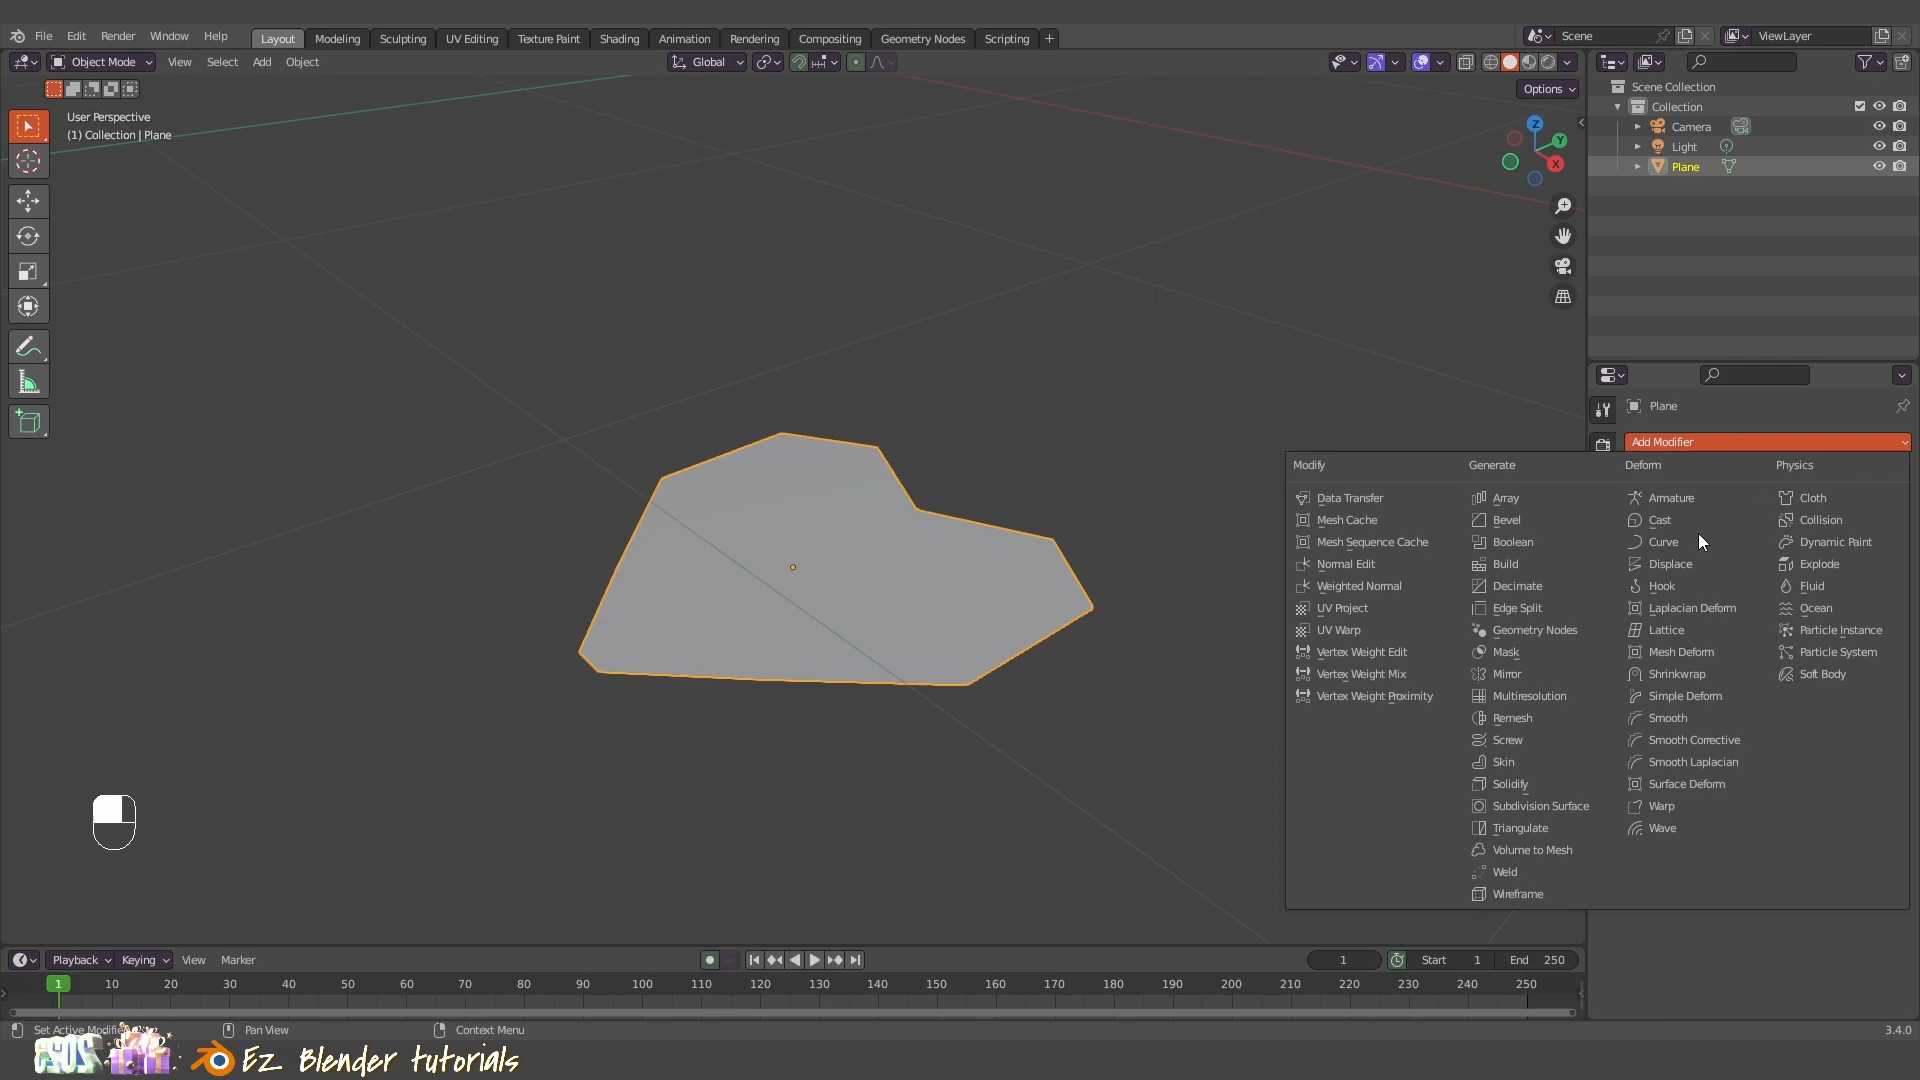 File Edit Render Window Help Layout Modeling Sculpting UV Editing Texture Paint Shading Animation Rendering Compositing Geometry Nodes Scripting + Scene ViewLayer
Object Mode View Select Add Object Global
Options
User Perspective
(1) Collection | Plane
Z
Y
X
Scene Collection
Collection
Camera
Light
Plane
Plane
Add Modifier
Modify Generate Deform Physics
Data Transfer Array Armature Cloth
Mesh Cache Bevel Cast Collision
Mesh Sequence Cache Boolean Curve Dynamic Paint
Normal Edit Build Displace Explode
Weighted Normal Decimate Hook Fluid
UV Project Edge Split Laplacian Deform Ocean
UV Warp Geometry Nodes Lattice Particle Instance
Vertex Weight Edit Mask Mesh Deform Particle System
Vertex Weight Mix Mirror Shrinkwrap Soft Body
Vertex Weight Proximity Multiresolution Simple Deform
Remesh Smooth
Screw Smooth Corrective
Skin Smooth Laplacian
Solidify Surface Deform
Subdivision Surface Warp
Triangulate Wave
Volume to Mesh
Weld
Wireframe
Playback Keying View Marker 1 Start 1 End 250
1 10 20 30 40 50 60 70 80 90 100 110 120 130 140 150 160 170 180 190 200 210 220 230 240 250
Set Active Modifier Pan View Context Menu 3.4.0
Ez Blender tutorials